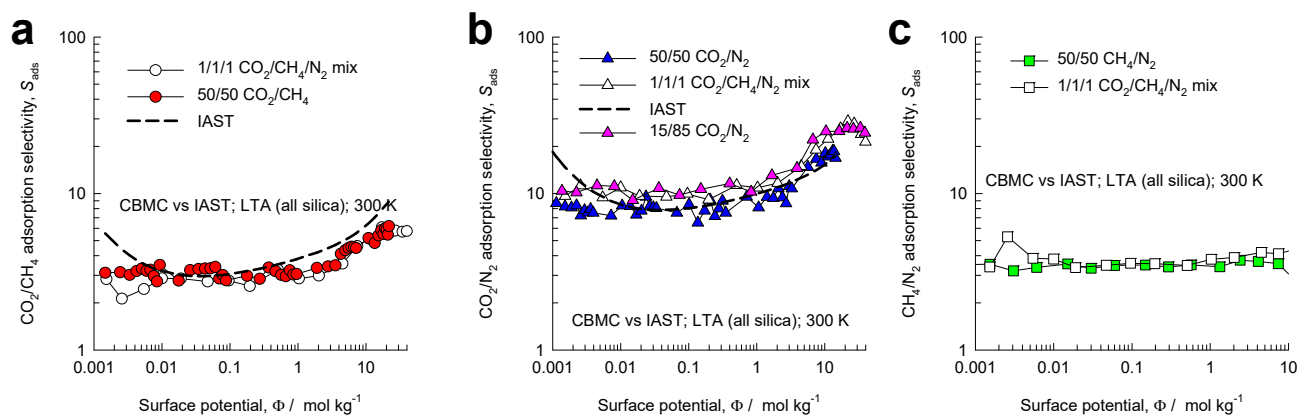 a
100
10
1
0.001
0.01
0.1
1
10
CO2/CH4 adsorption selectivity, Sads
Surface potential, Φ / mol kg-1
1/1/1 CO2/CH4/N2 mix
50/50 CO2/CH4
IAST
CBMC vs IAST; LTA (all silica); 300 K
b
100
10
1
0.001
0.01
0.1
1
10
CO2/N2 adsorption selectivity, Sads
Surface potential, Φ / mol kg-1
50/50 CO2/N2
1/1/1 CO2/CH4/N2 mix
IAST
15/85 CO2/N2
CBMC vs IAST; LTA (all silica); 300 K
c
100
10
1
0.001
0.01
0.1
1
10
CH4/N2 adsorption selectivity, Sads
Surface potential, Φ / mol kg-1
50/50 CH4/N2
1/1/1 CO2/CH4/N2 mix
CBMC vs IAST; LTA (all silica); 300 K